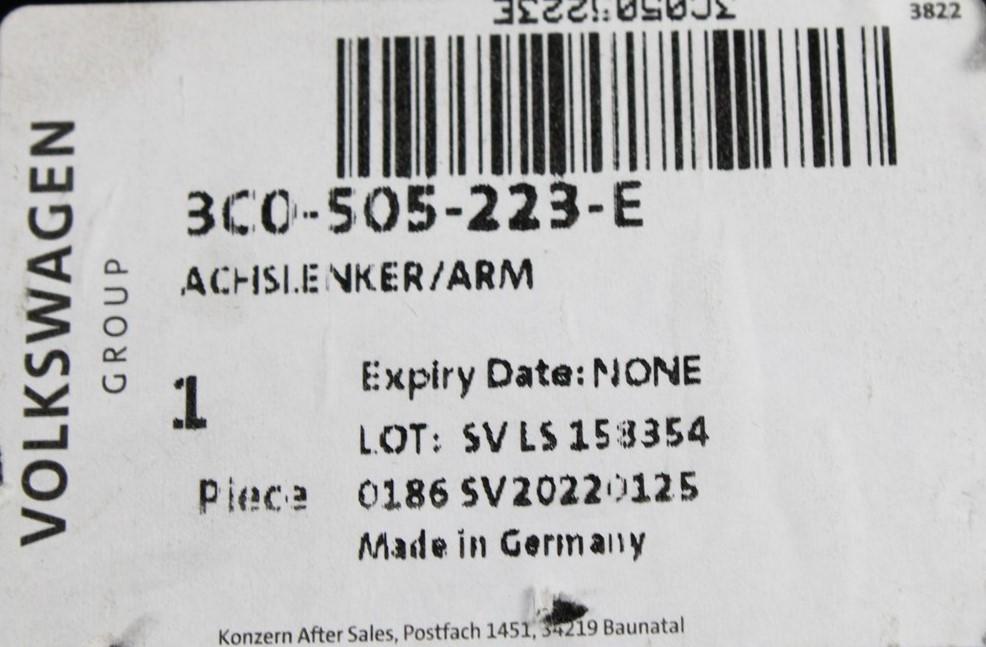 3C0505223E
3822
VOLKSWAGEN
GROUP
3C0-505-223-E
ACHSLENKER/ARM
1
Piece
Expiry Date: NONE
LOT: SV LS 158354
0186 SV20220125
Made in Germany
Konzern After Sales, Postfach 1451, 34219 Baunatal